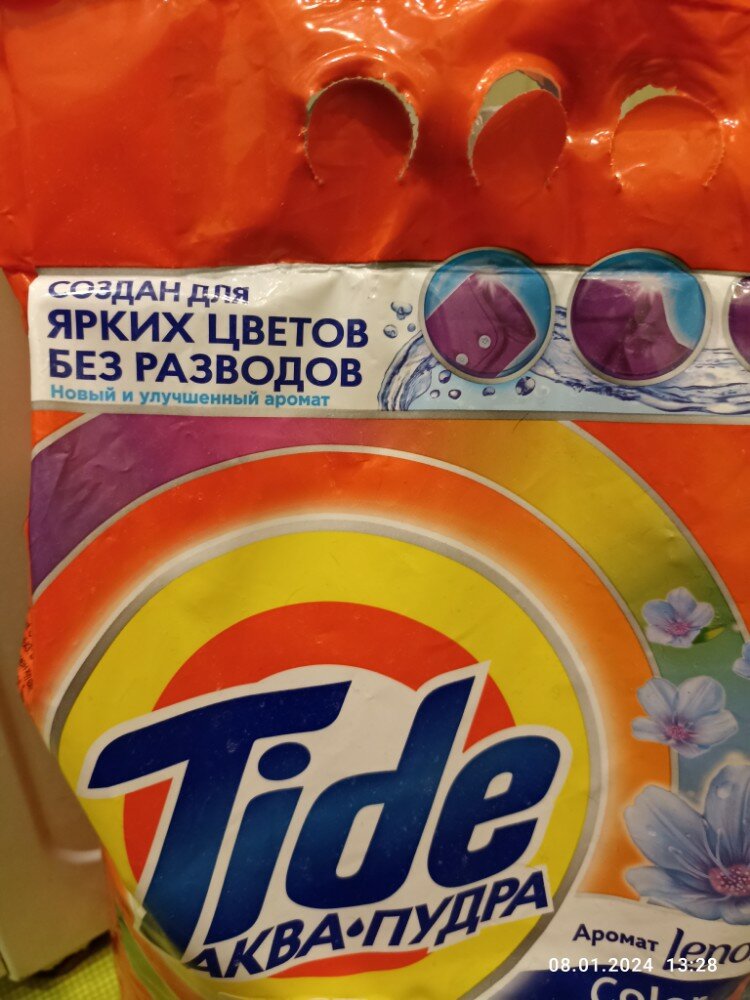 СОЗДАН ДЛЯ
ЯРКИХ ЦВЕТОВ
БЕЗ РАЗВОДОВ
Новый и улучшенный аромат
Tide
АКВА•ПУДРА
Аромат
08.01.2024 13:28